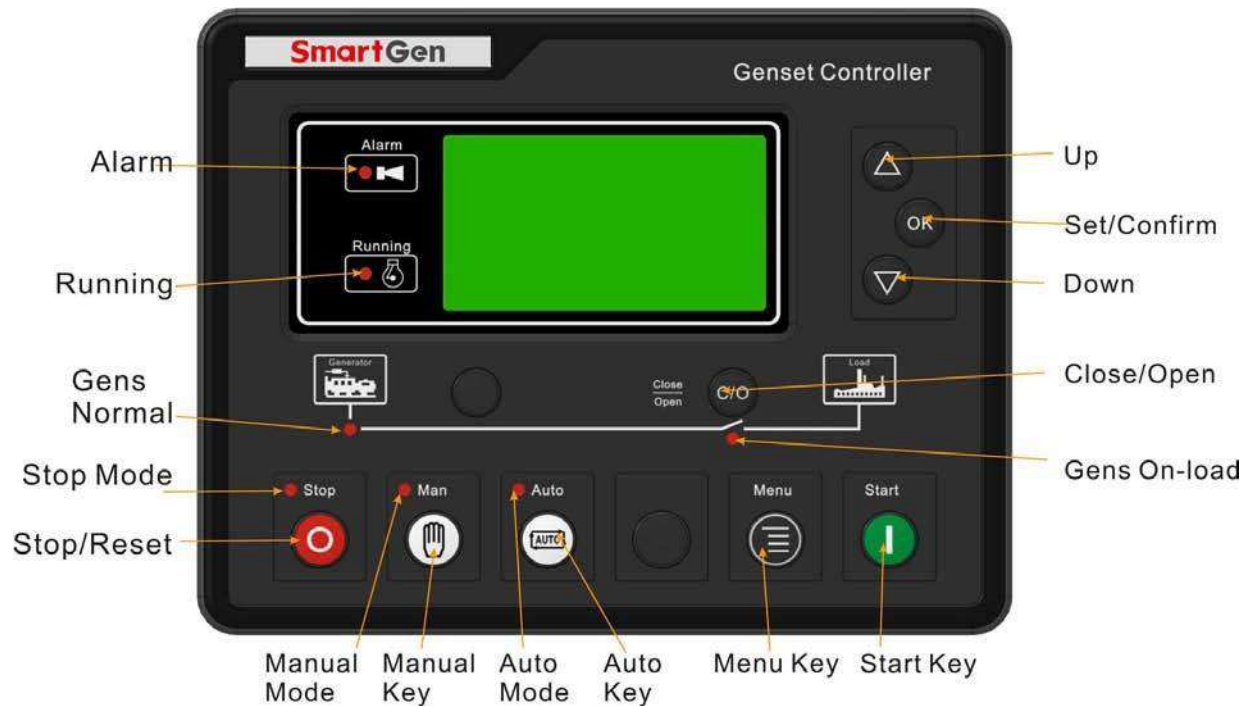 SmartGen
Genset Controller
Alarm
Alarm
Running
Running
Up
OK
Set/Confirm
Down
Gens
Normal
Generator
Close
Open
C/O
Load
Close/Open
Gens On-load
Stop Mode
Stop/Reset
Stop
Man
Auto
AUTO
Menu
Start
Manual
Mode
Manual
Key
Auto
Mode
Auto
Key
Menu Key
Start Key